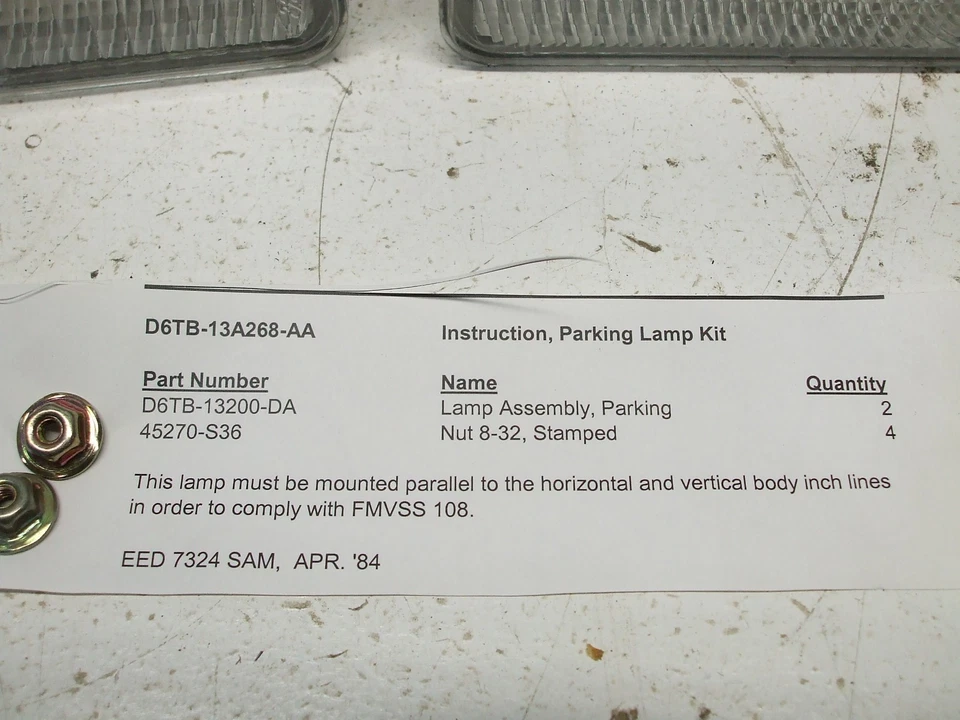 D6TB-13A268-AA Instruction, Parking Lamp Kit
Part Number Name Quantity
D6TB-13200-DA Lamp Assembly, Parking 2
45270-S36 Nut 8-32, Stamped 4
This lamp must be mounted parallel to the horizontal and vertical body inch lines
in order to comply with FMVSS 108.
EED 7324 SAM, APR. '84